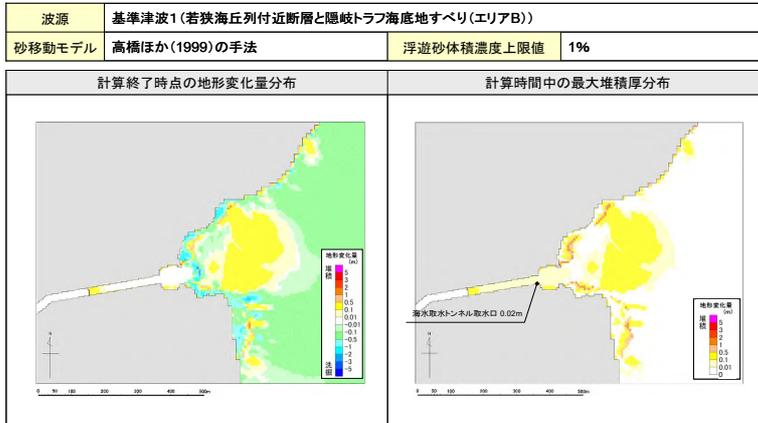 波源 基準津波1(若狭海丘列付近断層と隠岐トラフ海底地すべり(エリアB))
砂移動モデル 高橋ほか(1999)の手法 浮遊砂体積濃度上限値 1%
計算終了時点の地形変化量分布 計算時間中の最大堆積厚分布
地形変化量
(m)
堆積
5
3
2
1
0.5
0.1
0.01
-0.01
-0.1
-0.5
-1
-2
-3
-5
洗掘
N
0 50 100 200 300 400 500m
海水取水トンネル取水口 0.02m
地形変化量
(m)
堆積
5
3
2
1
0.5
0.1
0.01
0
N
0 50 100 200 300 400 500m